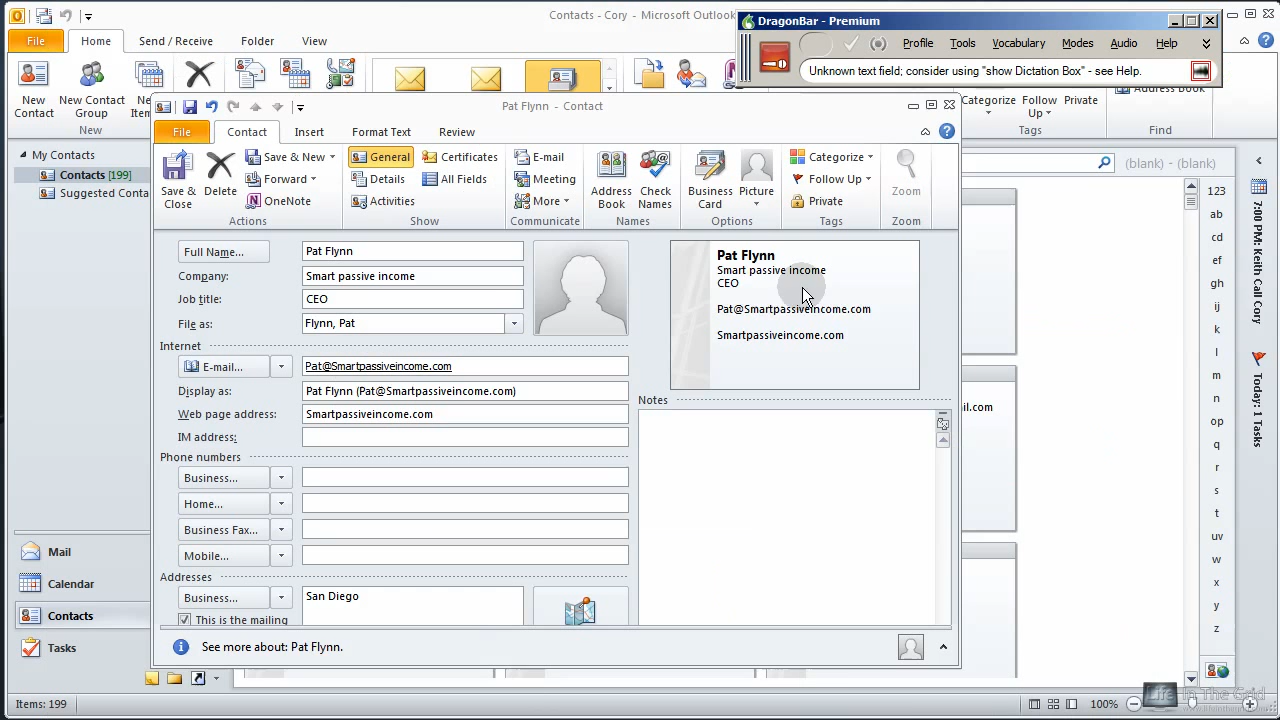 Contacts - Cory - Microsoft Outlook
File
Home
Send / Receive
Folder
View
DragonBar - Premium
Profile
Tools
Vocabulary
Modes
Audio
Help
Unknown text field; consider using "show Dictation Box" - see Help.
New Contact
New Contact Group
New
New
Categorize
Follow Up
Private
Tags
Address Book
Find
My Contacts
Contacts [199]
Suggested Conta
Pat Flynn - Contact
File
Contact
Insert
Format Text
Review
Save & Close
Delete
Save & New
Forward
OneNote
Actions
General
Details
Activities
Certificates
All Fields
Show
E-mail
Meeting
More
Communicate
Address Book
Check Names
Names
Business Card
Picture
Options
Categorize
Follow Up
Private
Tags
Zoom
Zoom
Full Name... Pat Flynn
Company: Smart passive income
Job title: CEO
File as: Flynn, Pat
Internet
E-mail... Pat@Smartpassiveincome.com
Display as: Pat Flynn (Pat@Smartpassiveincome.com)
Web page address: Smartpassiveincome.com
IM address:
Phone numbers
Business...
Home...
Business Fax...
Mobile...
Addresses
Business... San Diego
This is the mailing
Pat Flynn
Smart passive income
CEO
Pat@Smartpassiveincome.com
Smartpassiveincome.com
Notes
See more about: Pat Flynn.
(blank) - (blank)
il.com
123
ab
cd
ef
gh
ij
k
l
m
n
op
q
r
s
t
uv
w
x
y
z
7:00 PM: Keith Call Cory
Today: 1 Tasks
Mail
Calendar
Contacts
Tasks
Items: 199
100%
Life In The Grid